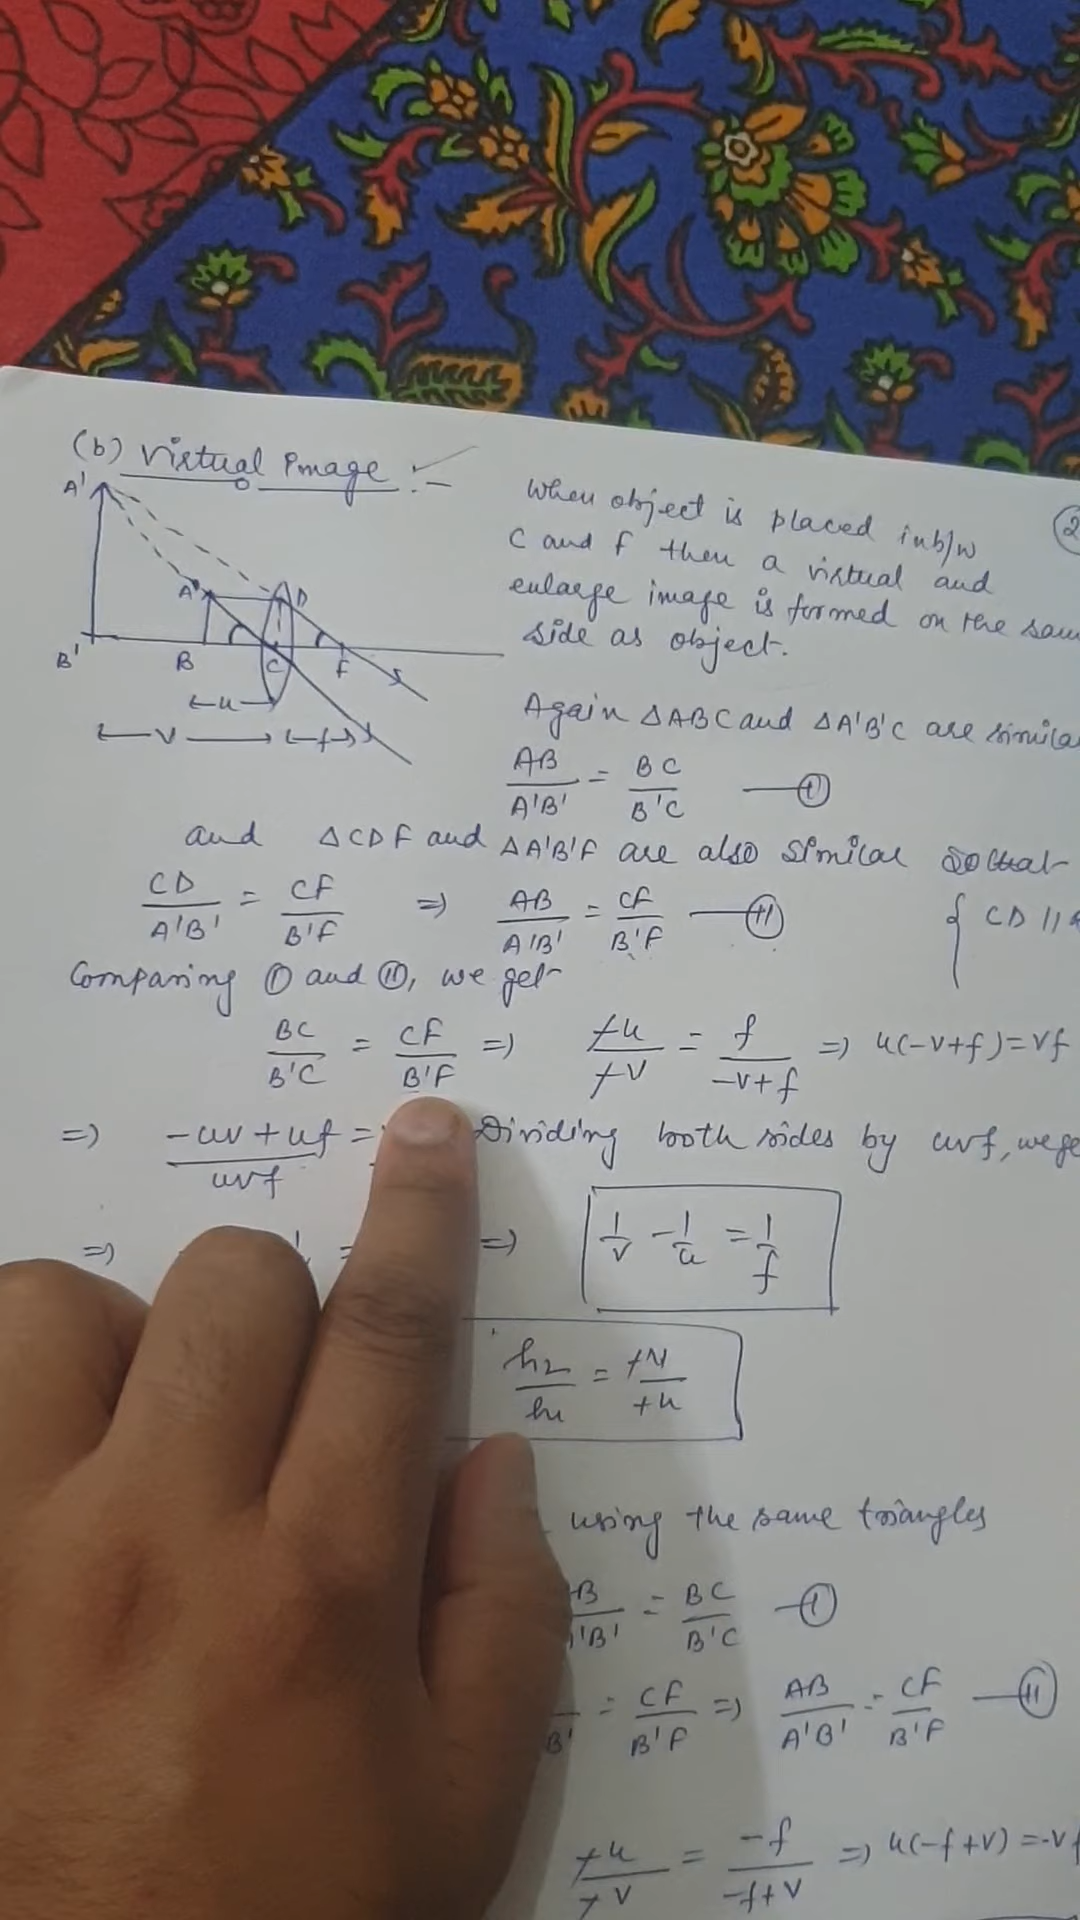 (b) Virtual Image :-
A'
A
D
B'
B
C
F
u
v
f
When object is placed in b/w
C and f then a virtual and
enlarge image is formed on the
side as object.
Again ΔABC and ΔA'B'C are
AB/A'B' = BC/B'C — (I)
and ΔCDF and ΔA'B'F are also similar so that
CD/A'B' = CF/B'F => AB/A'B' = CF/B'F — (II)
{ CD //
Comparing (I) and (II), we get
BC/B'C = CF/B'F => +u/+v = f/-v+f => u(-v+f) = vf
=> -uv+uf/uvf = Dividing both sides by uvf, we
=> = => 1/v - 1/u = 1/f
h2/h1 = +v/+u
using the same triangles
= BC/B'C — (I)
= CF/B'F => AB/A'B' = CF/B'F — (II)
+u/+v = -f/-f+v => u(-f+v) = -v